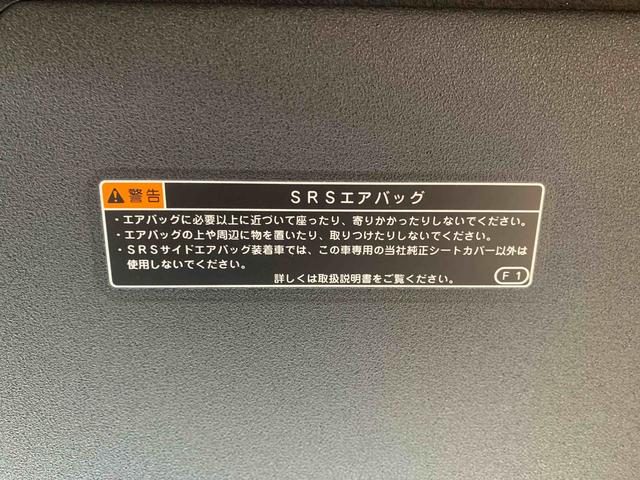 警告 SRSエアバッグ
・エアバッグに必要以上に近づいて座ったり、寄りかかったりしないでください。
・エアバッグの上や周辺に物を置いたり、取りつけたりしないでください。
・SRSサイドエアバッグ装着車では、この車専用の当社純正シートカバー以外は
使用しないでください。
詳しくは取扱説明書をご覧ください。 F1